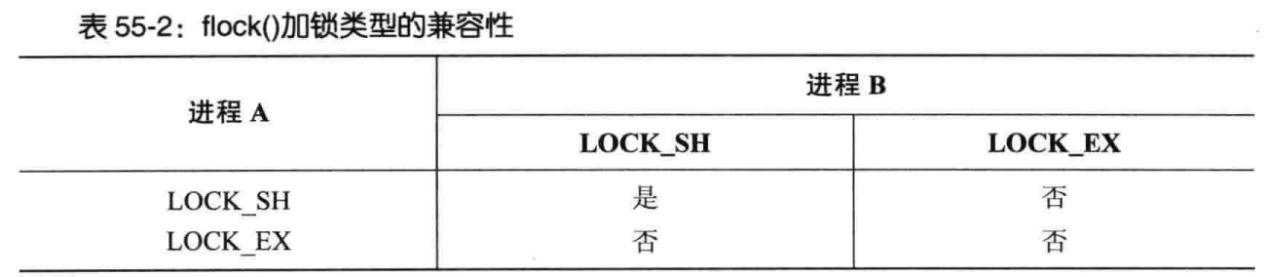 表 55-2：flock()加锁类型的兼容性
进程 A
进程 B
LOCK_SH
LOCK_EX
LOCK_SH 是 否
LOCK_EX 否 否